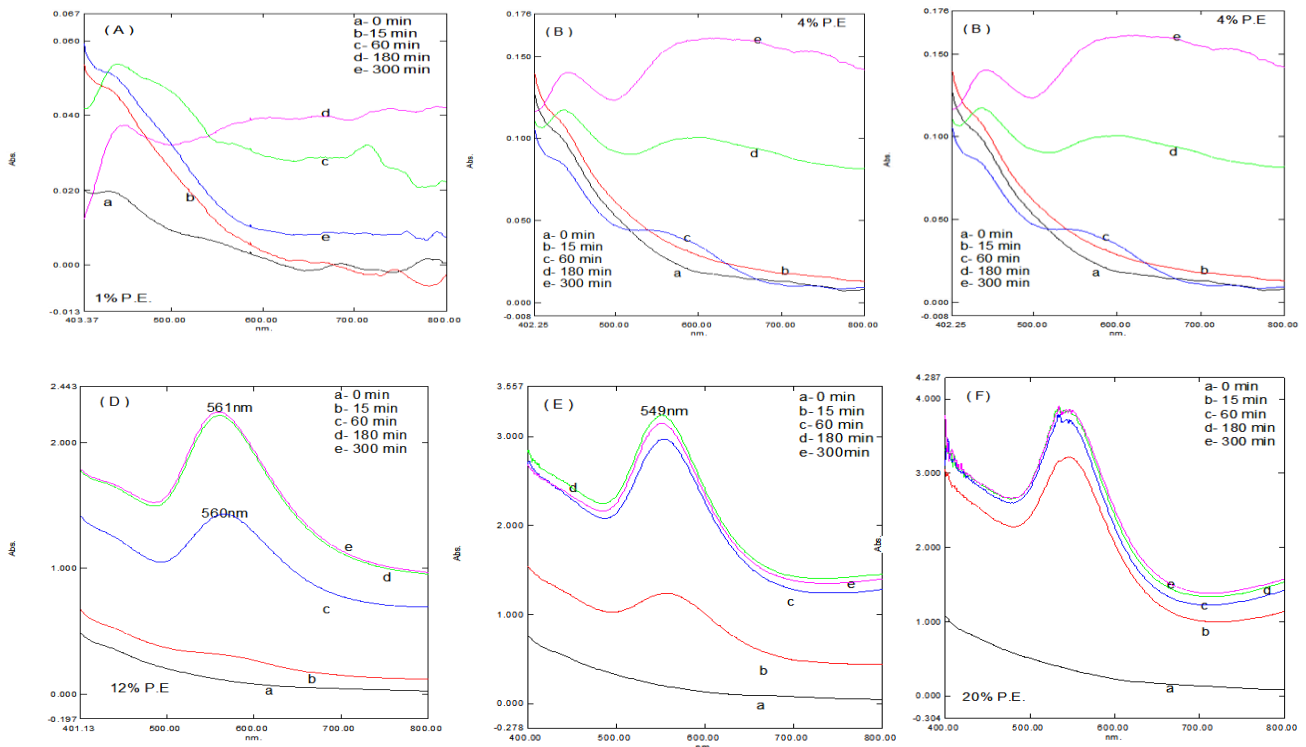 0.067
( A )
a- 0 min
b-15 min
c- 60 min
d- 180 min
e- 300 min
0.060
0.040
0.020
0.000
-0.013
Abs.
d
c
b
a
e
1% P.E.
403.37
500.00
600.00
700.00
800.00
nm.
0.176
( B )
4% P.E
0.150
0.100
0.050
0.000
-0.008
Abs.
e
d
c
b
a
a- 0 min
b- 15 min
c- 60 min
d- 180 min
e- 300 min
402.25
500.00
600.00
700.00
800.00
nm.
0.176
( B )
4% P.E
0.150
0.100
0.050
0.000
-0.008
Abs.
e
d
c
b
a
a- 0 min
b- 15 min
c- 60 min
d- 180 min
e- 300 min
402.25
500.00
600.00
700.00
800.00
nm.
2.443
( D )
561nm
a- 0 min
b- 15 min
c- 60 min
d- 180 min
e- 300 min
2.000
1.000
0.000
-0.197
Abs.
560nm
e
d
c
b
a
12% P.E
401.13
500.00
600.00
700.00
800.00
nm.
3.557
( E )
549nm
a- 0 min
b- 15 min
c- 60 min
d- 180 min
e- 300min
3.000
2.000
1.000
0.000
-0.278
Abs.
d
e
c
b
a
400.00
500.00
600.00
700.00
800.00
nm.
4.287
( F )
a- 0 min
b- 15 min
c- 60 min
d- 180 min
e- 300 min
4.000
3.000
2.000
1.000
0.000
-0.304
Abs.
e
d
c
b
a
20% P.E.
400.00
500.00
600.00
700.00
800.00
nm.